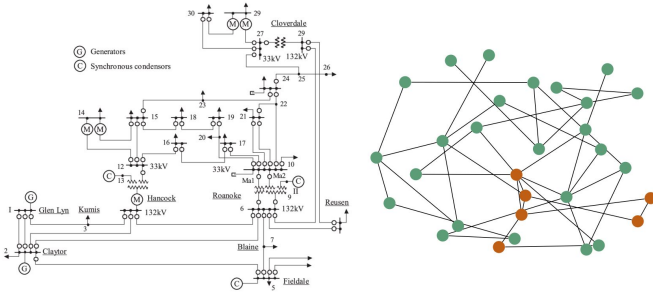 30
29
Cloverdale
M M
27
29
33kV
132kV
26
25
G Generators
C Synchronous condensors
24
23
22
14
M M
15
18
19
21
20
16
17
12
33kV
10
33kV
C
13
Ma1
Ma2
C
II
9
Hancock
M
Roanoke
G
1
Glen Lyn
Kumis
132kV
6
132kV
Reusen
3
2
Claytor
Blaine
7
G
C
Fieldale
5